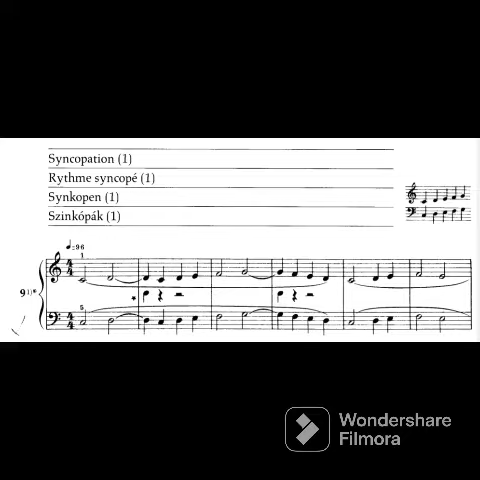 Syncopation (1)
Rythme syncopé (1)
Synkopen (1)
Szinkópák (1)
♩=96
1
9 1)*
*
5
Wondershare
Filmora